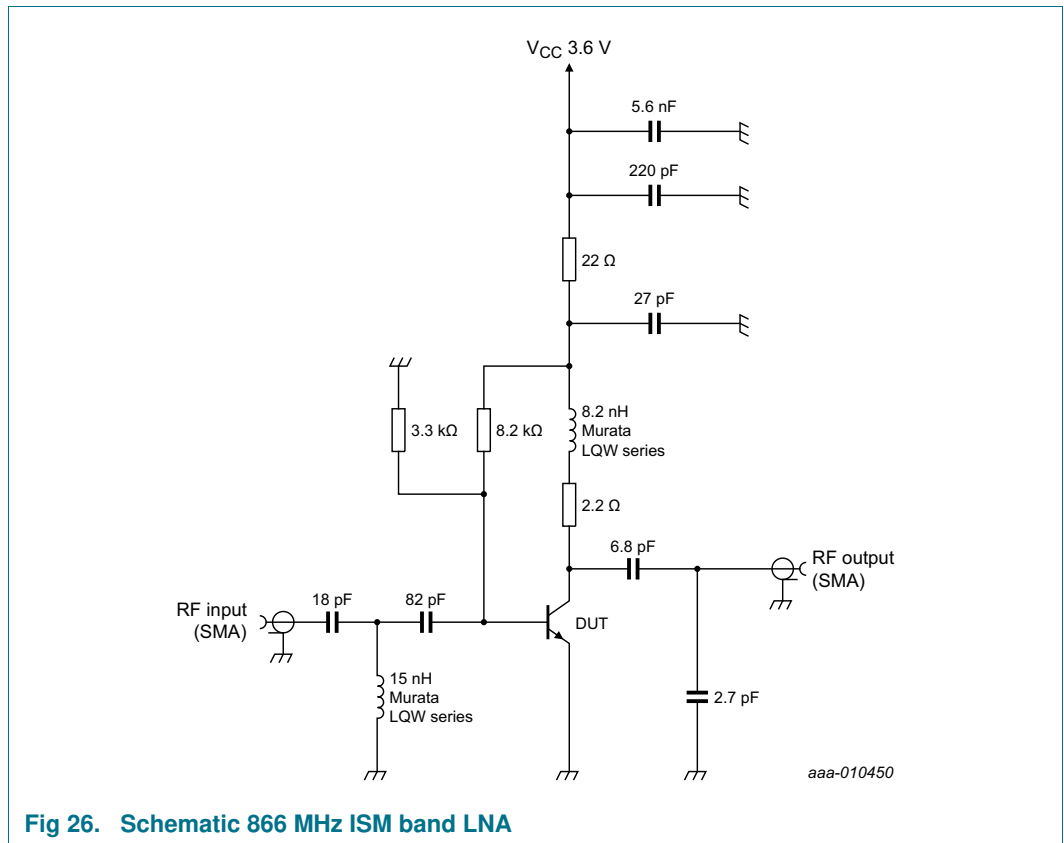 VCC 3.6 V
5.6 nF
220 pF
22 Ω
27 pF
3.3 kΩ
8.2 kΩ
8.2 nH
Murata
LQW series
2.2 Ω
6.8 pF
RF output
(SMA)
RF input
(SMA)
18 pF
82 pF
DUT
15 nH
Murata
LQW series
2.7 pF
aaa-010450
Fig 26. Schematic 866 MHz ISM band LNA